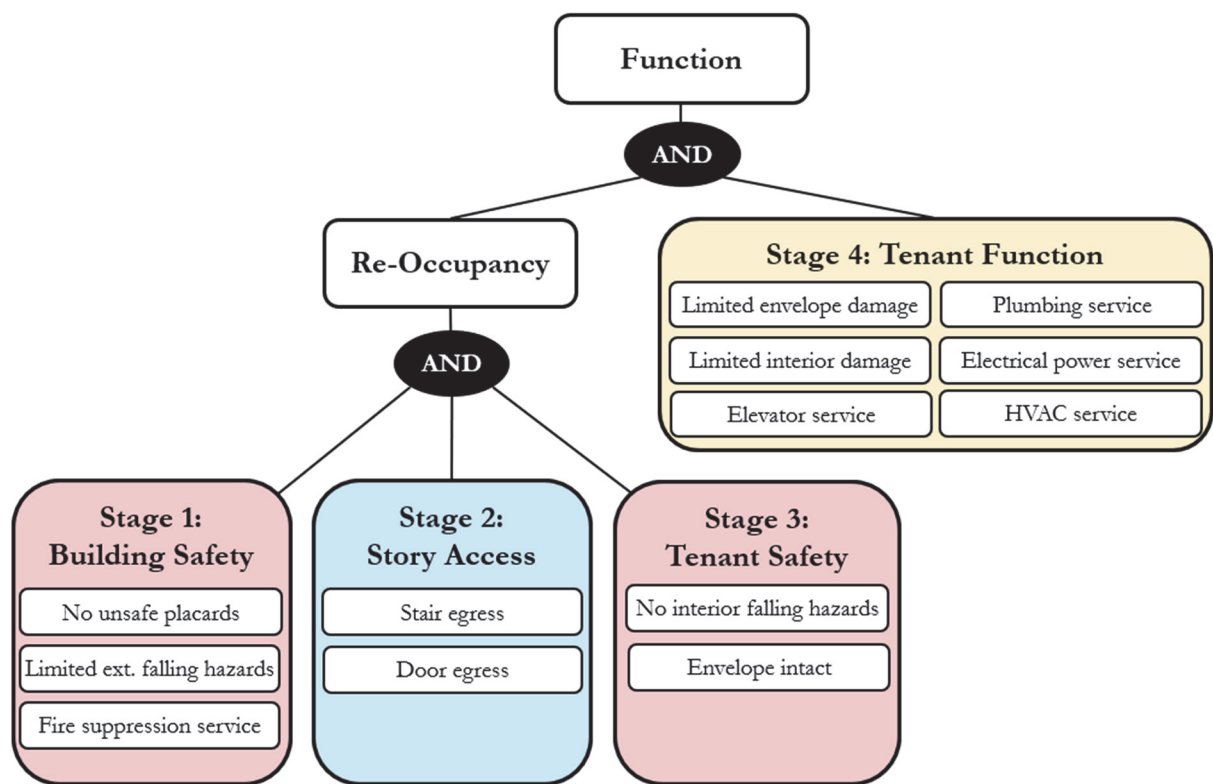 Function
AND
Re-Occupancy
Stage 4: Tenant Function
Limited envelope damage
Plumbing service
Limited interior damage
Electrical power service
Elevator service
HVAC service
AND
Stage 1:
Building Safety
No unsafe placards
Limited ext. falling hazards
Fire suppression service
Stage 2:
Story Access
Stair egress
Door egress
Stage 3:
Tenant Safety
No interior falling hazards
Envelope intact